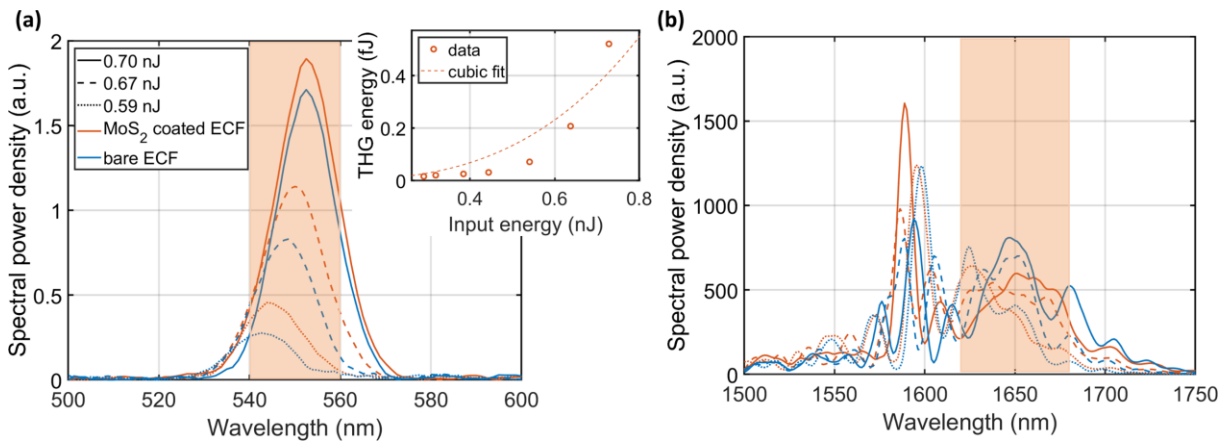 (a)
Spectral power density (a.u.)
2
1.5
1
0.5
0
0.70 nJ
0.67 nJ
0.59 nJ
MoS₂ coated ECF
bare ECF
500 520 540 560 580 600
Wavelength (nm)
THG energy (fJ)
0.4
0.2
0
data
cubic fit
0.4 0.6 0.8
Input energy (nJ)
(b)
Spectral power density (a.u.)
2000
1500
1000
500
0
1500 1550 1600 1650 1700 1750
Wavelength (nm)